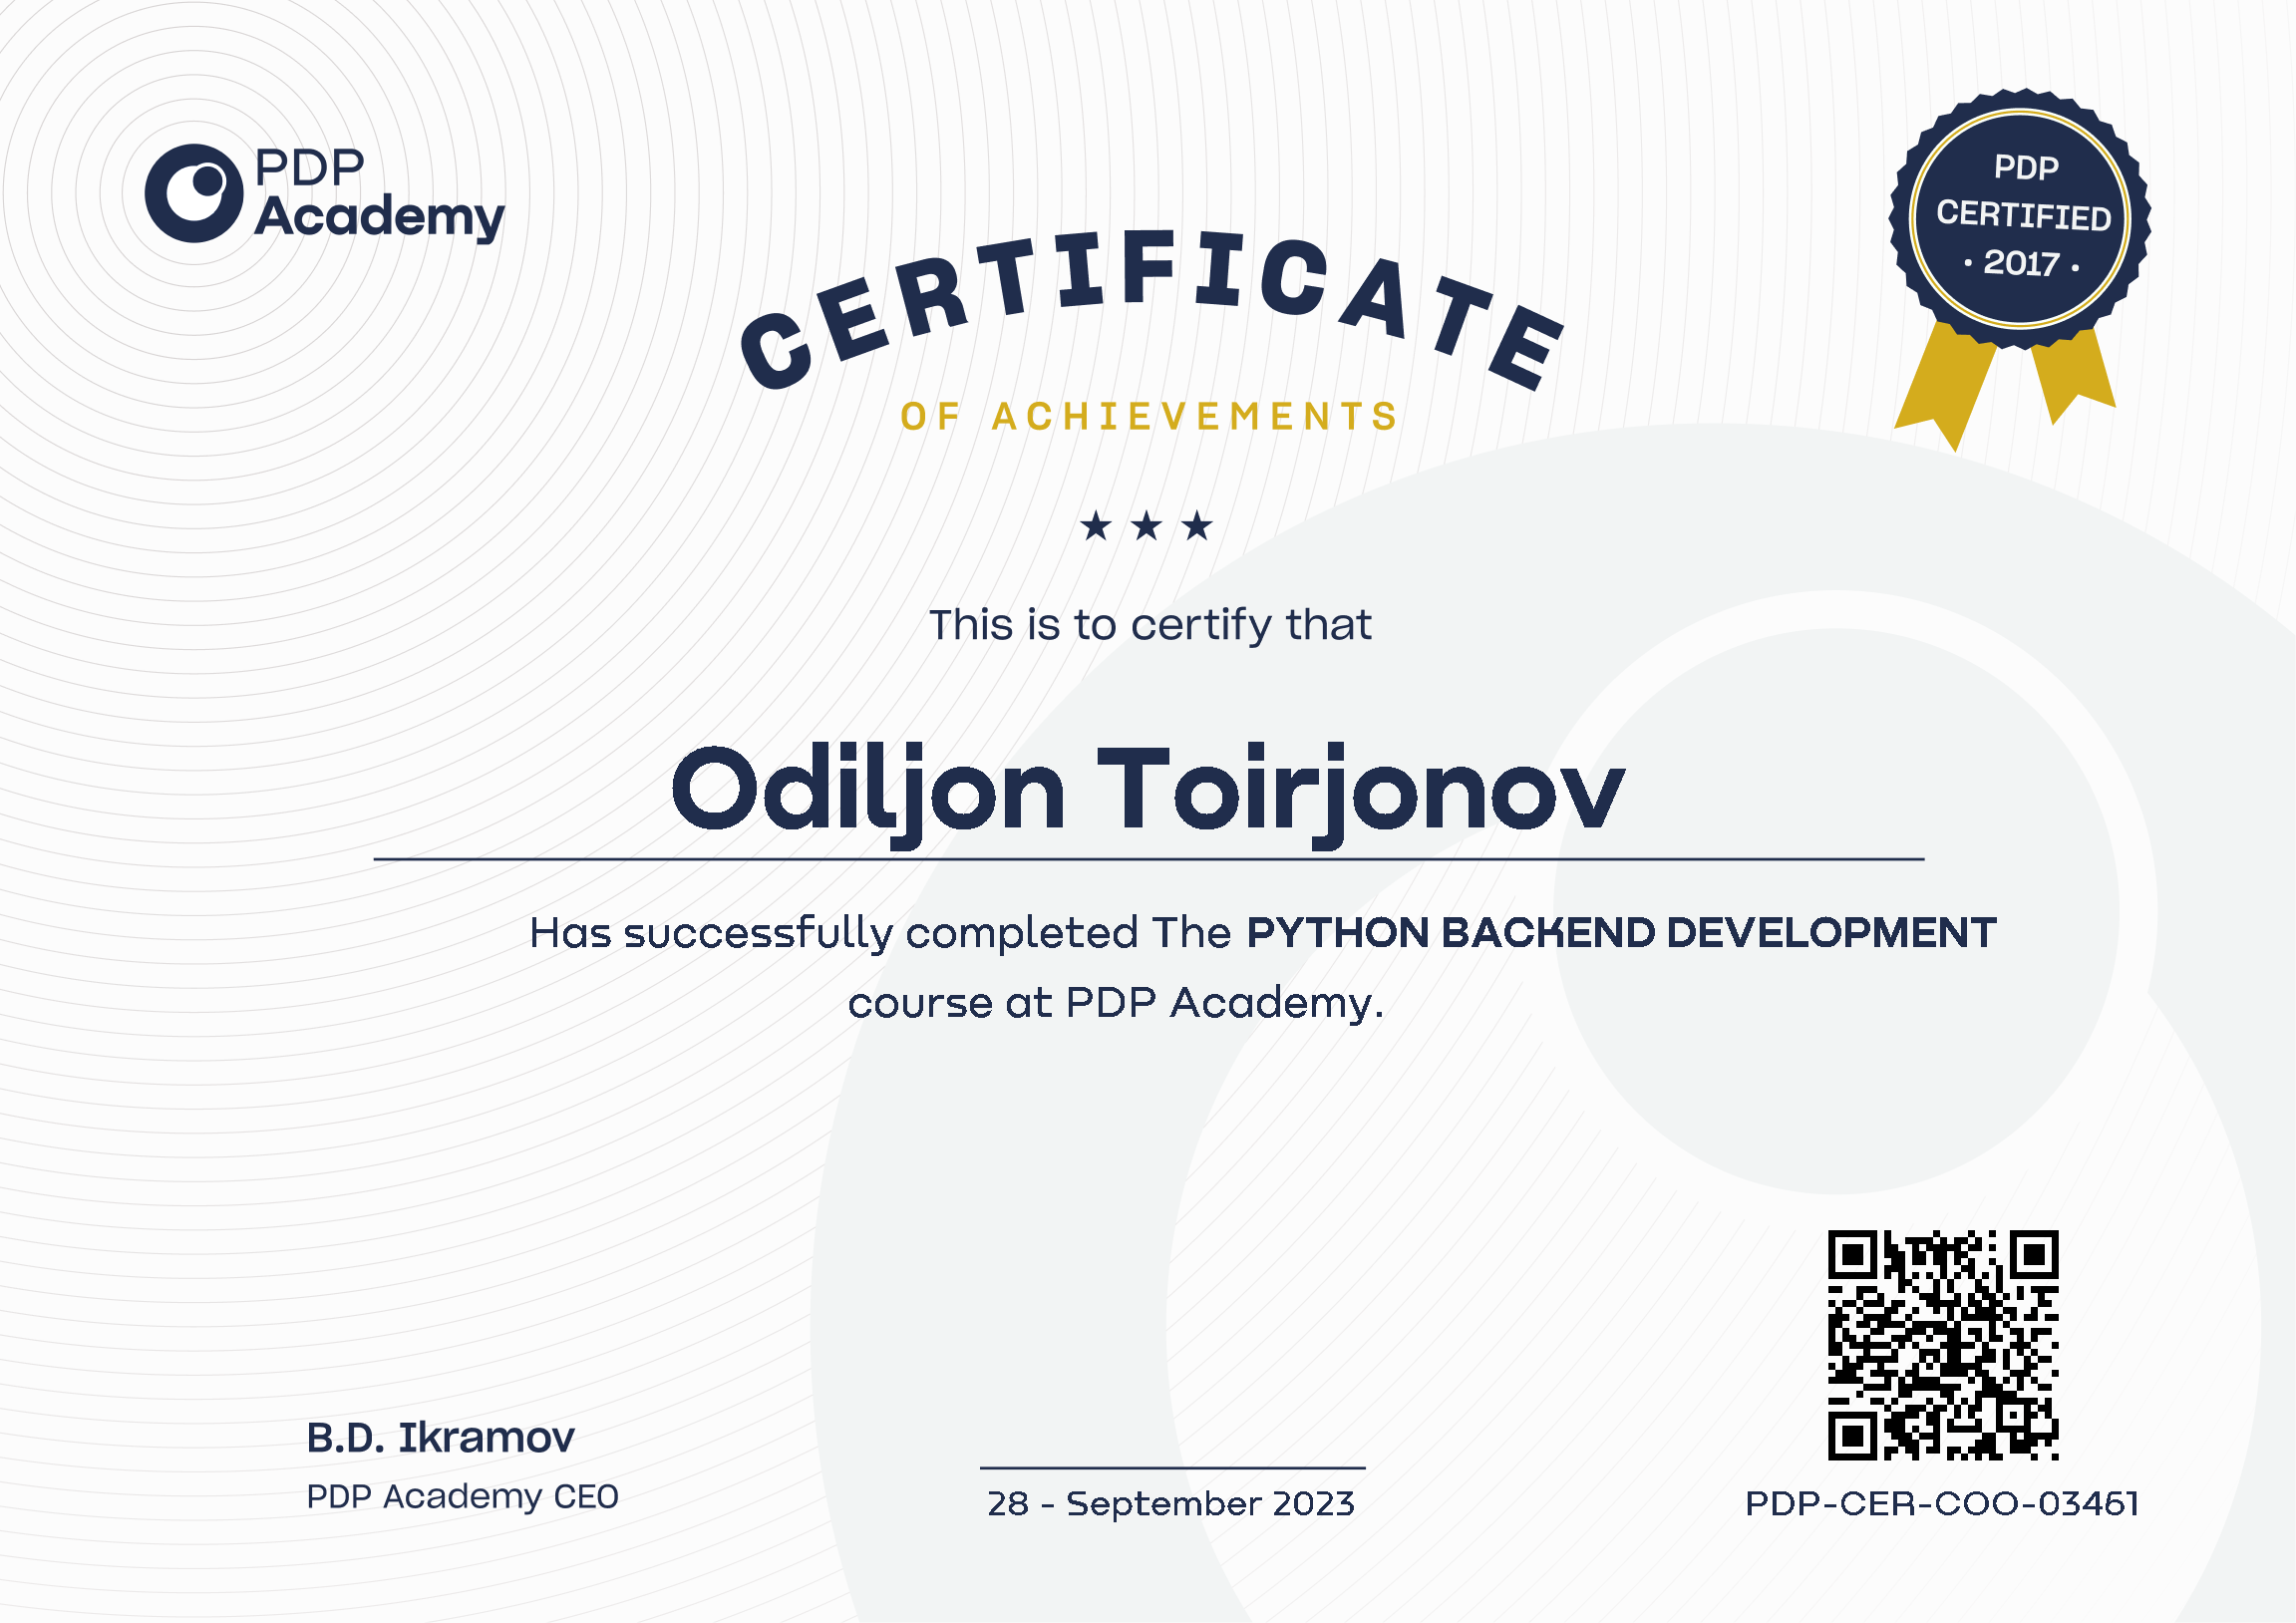 PDP
Academy
PDP
CERTIFIED
• 2017 •
CERTIFICATE
OF ACHIEVEMENTS
This is to certify that
Odiljon Toirjonov
Has successfully completed The PYTHON BACKEND DEVELOPMENT
course at PDP Academy.
B.D. Ikramov
PDP Academy CEO
28 - September 2023
PDP-CER-COO-03461